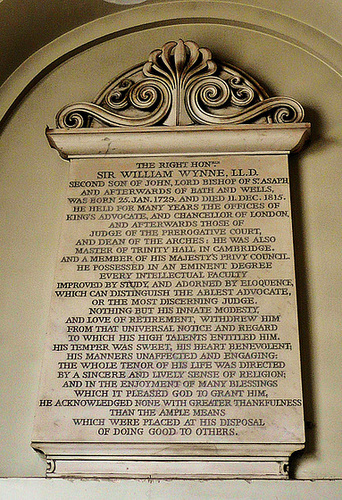 THE RIGHT HON.BLE
SIR WILLIAM WYNNE, LL.D.
SECOND SON OF JOHN, LORD BISHOP OF ST. ASAPH
AND AFTERWARDS OF BATH AND WELLS,
WAS BORN 25. JAN. 1729. AND DIED 11. DEC. 1815.
HE HELD FOR MANY YEARS THE OFFICES OF
KING'S ADVOCATE, AND CHANCELLOR OF LONDON,
AND AFTERWARDS THOSE OF
JUDGE OF THE PREROGATIVE COURT,
AND DEAN OF THE ARCHES: HE WAS ALSO
MASTER OF TRINITY HALL IN CAMBRIDGE.
AND A MEMBER OF HIS MAJESTY'S PRIVY COUNCIL.
HE POSSESSED IN AN EMINENT DEGREE
EVERY INTELLECTUAL FACULTY
IMPROVED BY STUDY, AND ADORNED BY ELOQUENCE,
WHICH CAN DISTINGUISH THE ABLEST ADVOCATE,
OR THE MOST DISCERNING JUDGE.
NOTHING BUT HIS INNATE MODESTY,
AND LOVE OF RETIREMENT, WITHDREW HIM
FROM THAT UNIVERSAL NOTICE AND REGARD
TO WHICH HIS HIGH TALENTS ENTITLED HIM.
HIS TEMPER WAS SWEET, HIS HEART BENEVOLENT;
HIS MANNERS UNAFFECTED AND ENGAGING:
THE WHOLE TENOR OF HIS LIFE WAS DIRECTED
BY A SINCERE AND LIVELY SENSE OF RELIGION;
AND IN THE ENJOYMENT OF MANY BLESSINGS
WHICH IT PLEASED GOD TO GRANT HIM,
HE ACKNOWLEDGED NONE WITH GREATER THANKFULNESS
THAN THE AMPLE MEANS
WHICH WERE PLACED AT HIS DISPOSAL
OF DOING GOOD TO OTHERS.